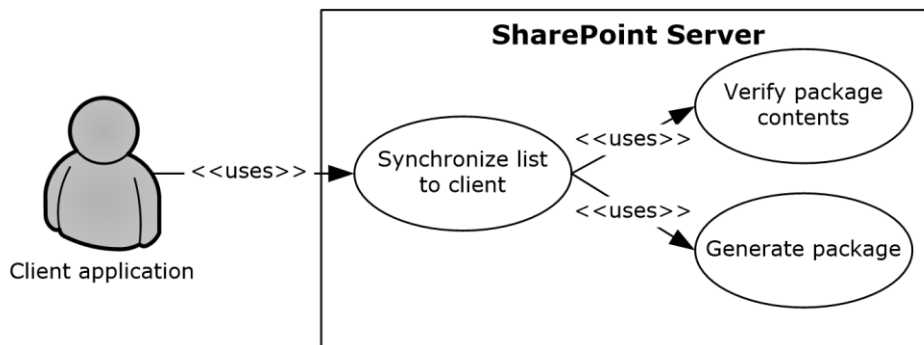 SharePoint Server
Verify package
contents
<<uses>>
<<uses>>
Synchronize list
to client
<<uses>>
Generate package
Client application